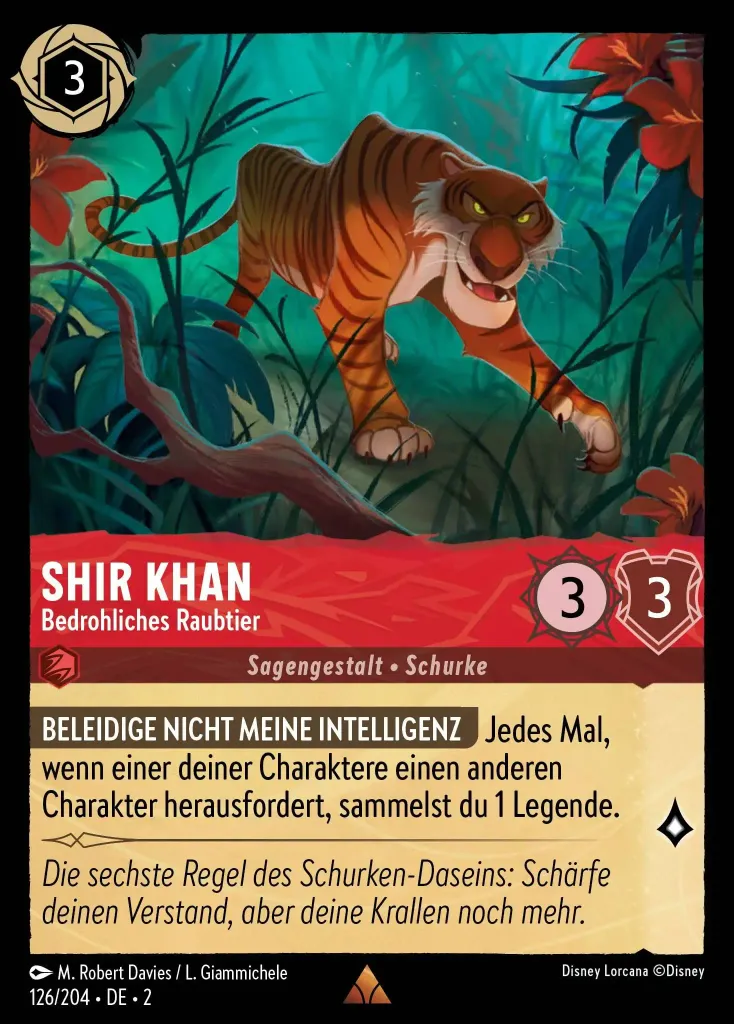 3
SHIR KHAN
Bedrohliches Raubtier
3
3
Sagengestalt • Schurke
BELEIDIGE NICHT MEINE INTELLIGENZ Jedes Mal,
wenn einer deiner Charaktere einen anderen
Charakter herausfordert, sammelst du 1 Legende.
Die sechste Regel des Schurken-Daseins: Schärfe
deinen Verstand, aber deine Krallen noch mehr.
M. Robert Davies / L. Giammichele
Disney Lorcana ©Disney
126/204 • DE • 2